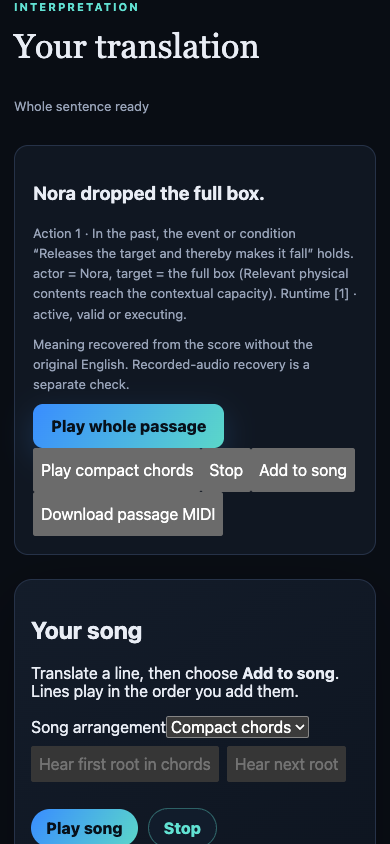 INTERPRETATION
Your translation
Whole sentence ready
Nora dropped the full box.
Action 1 · In the past, the event or condition
“Releases the target and thereby makes it fall” holds.
actor = Nora, target = the full box (Relevant physical
contents reach the contextual capacity). Runtime [1] ·
active, valid or executing.
Meaning recovered from the score without the
original English. Recorded-audio recovery is a
separate check.
Play whole passage
Play compact chords Stop Add to song
Download passage MIDI
Your song
Translate a line, then choose Add to song.
Lines play in the order you add them.
Song arrangement Compact chords
Hear first root in chords Hear next root
Play song Stop